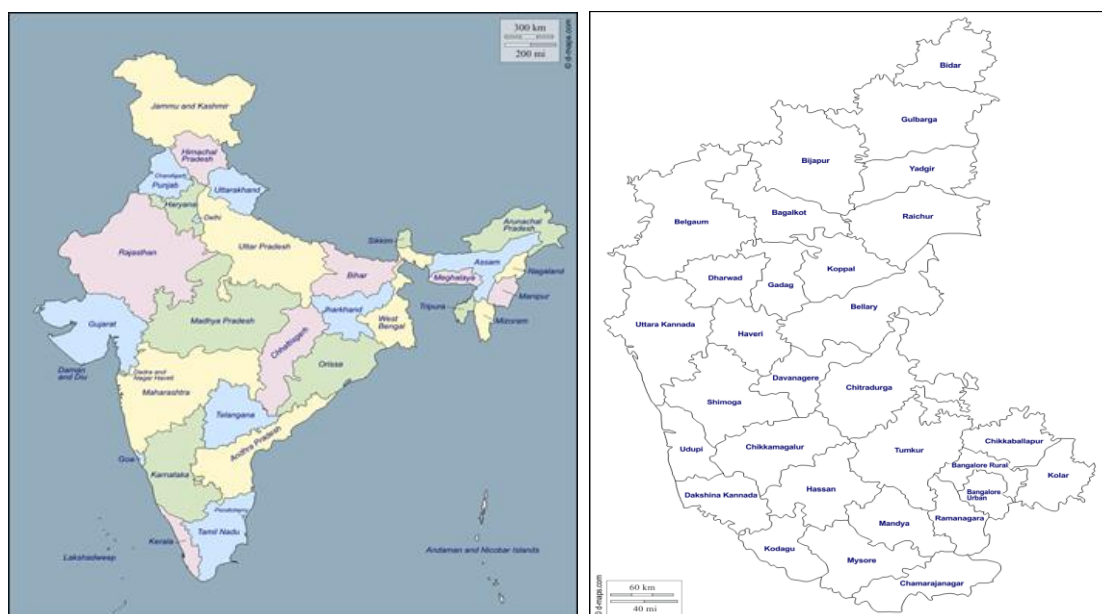 300 km
200 mi
© d-maps.com
Jammu and Kashmir
Himachal
Pradesh
Chandigarh
Punjab
Uttarakhand
Haryana
Delhi
Arunachal
Pradesh
Sikkim
Rajasthan
Uttar Pradesh
Assam
Nagaland
Bihar
Meghalaya
Manipur
Tripura
Jharkhand
Gujarat
Madhya Pradesh
West
Bengal
Mizoram
Chhattisgarh
Orissa
Daman
and Diu
Dadra and
Nagar Haveli
Maharashtra
Telangana
Andhra Pradesh
Goa
Karnataka
Pondicherry
Tamil Nadu
Kerala
Lakshadweep
Andaman and Nicobar Islands
Bidar
Gulbarga
Bijapur
Yadgir
Bagalkot
Raichur
Belgaum
Koppal
Dharwad
Gadag
Bellary
Uttara Kannada
Haveri
Davanagere
Chitradurga
Shimoga
Chikkaballapur
Udupi
Chikkamagalur
Tumkur
Bangalore Rural
Kolar
Hassan
Dakshina Kannada
Bangalore
Urban
Mandya
Ramanagara
Kodagu
Mysore
Chamarajanagar
60 km
40 mi
© d-maps.com